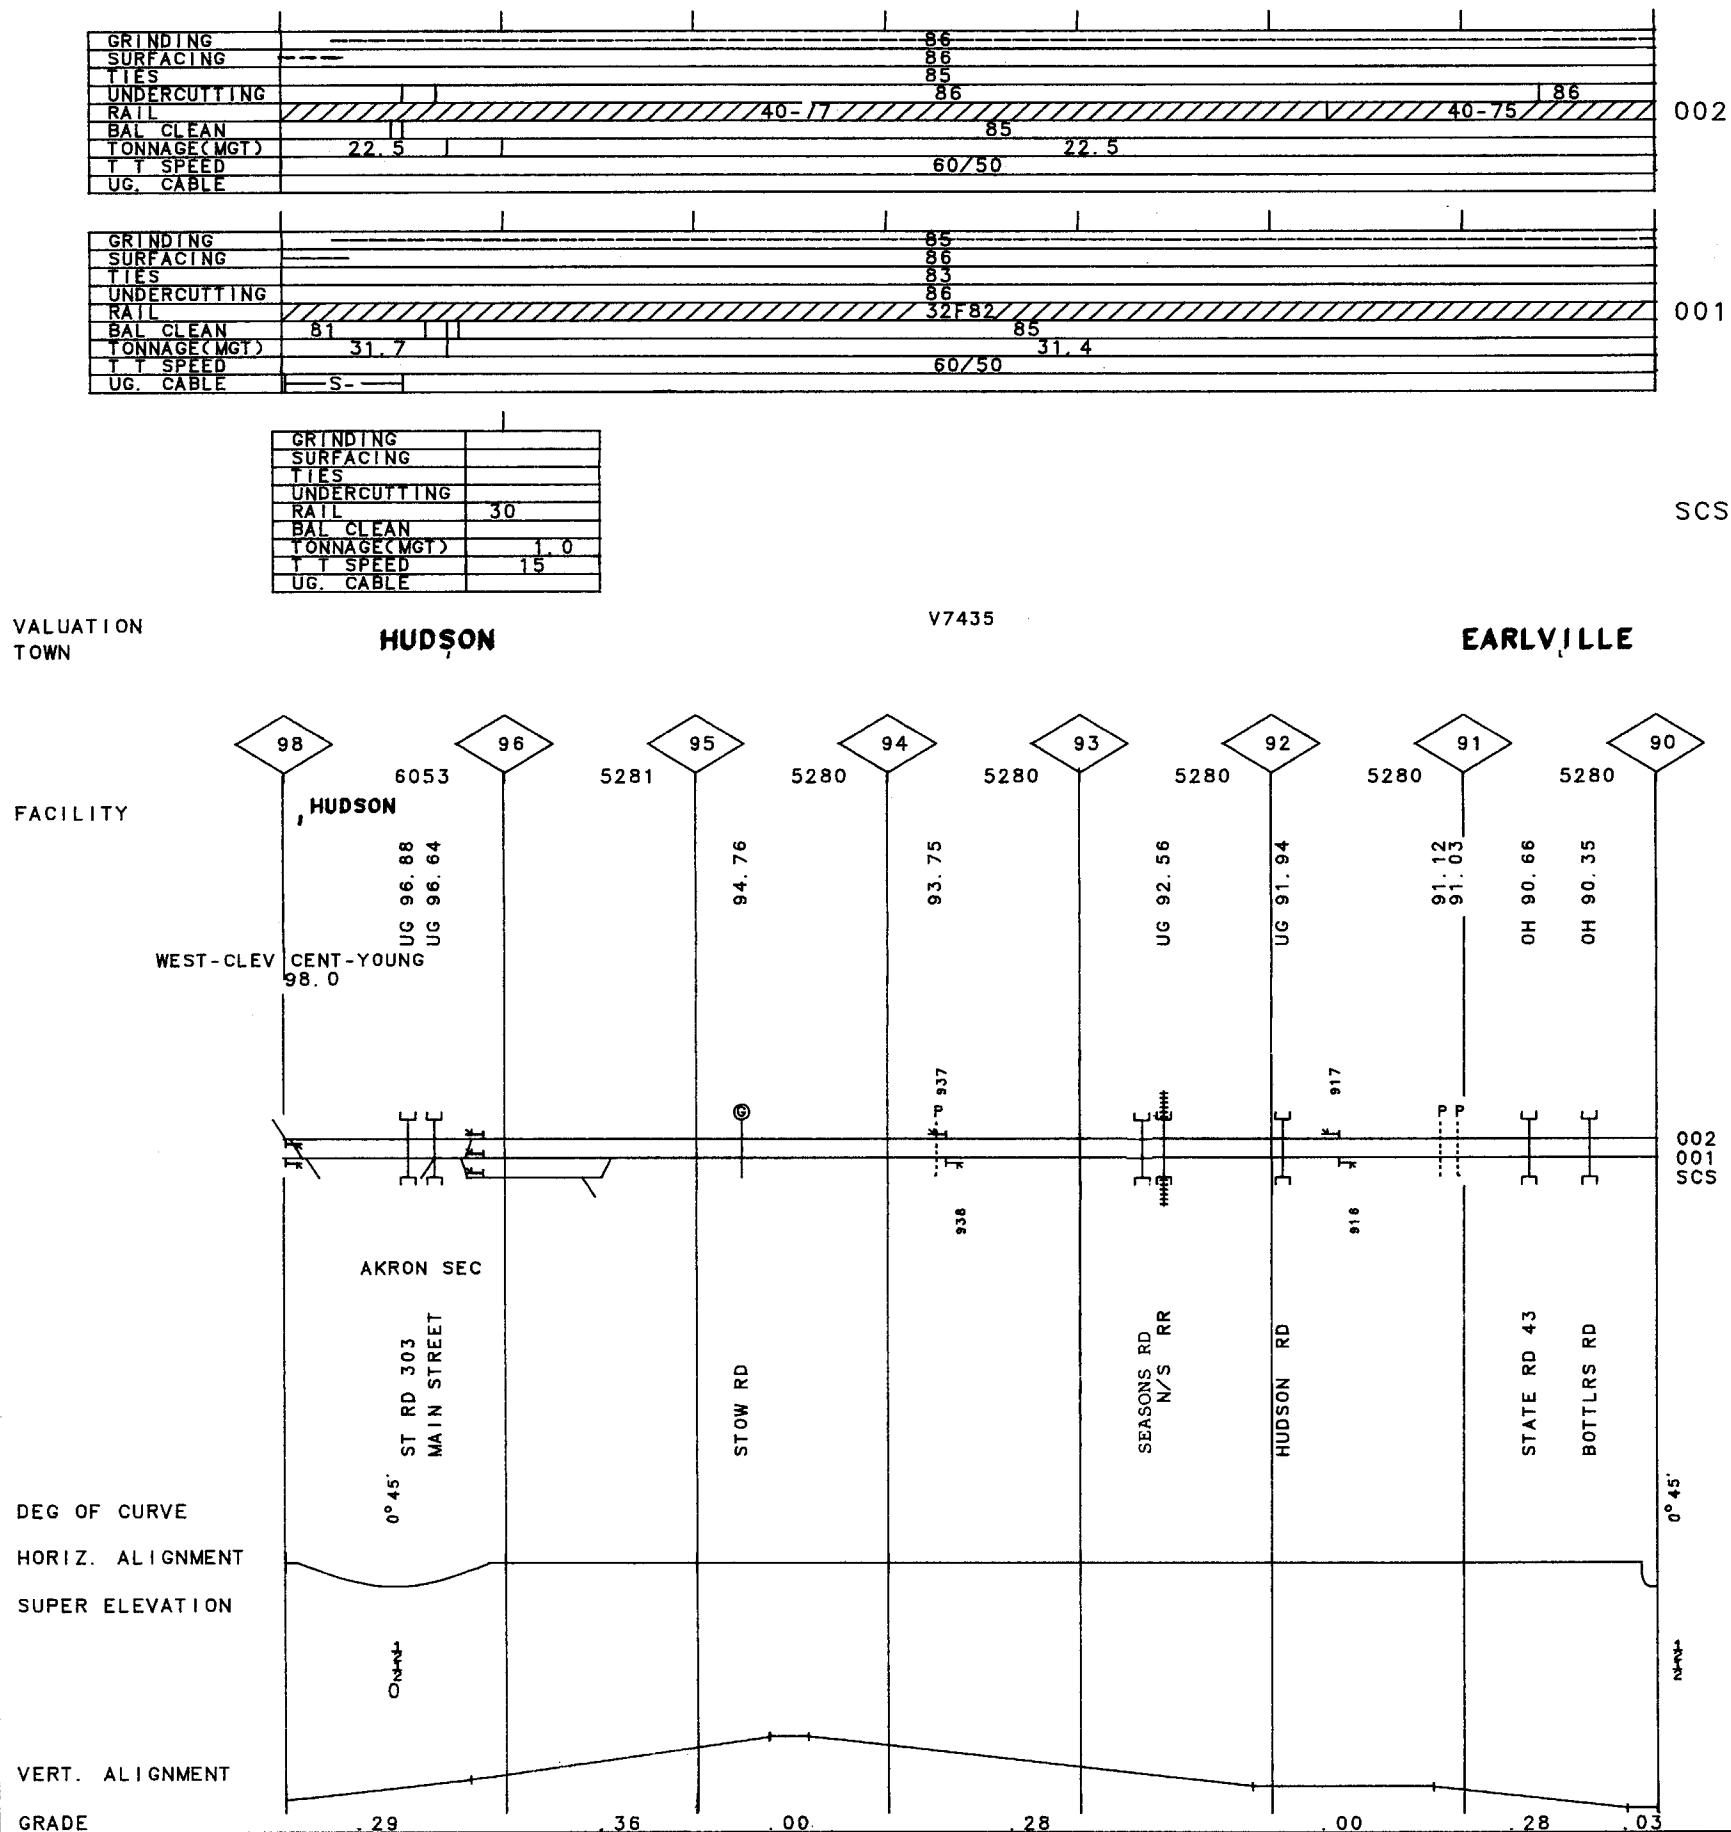 GRINDING 86
SURFACING 86
TIES 85
UNDERCUTTING 86 86
RAIL 40-77 40-75 002
BAL CLEAN 85
TONNAGE(MGT) 22.5 22.5
T T SPEED 60/50
UG. CABLE
GRINDING 85
SURFACING 86
TIES 83
UNDERCUTTING 86
RAIL 32F82 001
BAL CLEAN 81 85
TONNAGE(MGT) 31.7 31.4
T T SPEED 60/50
UG. CABLE S-
GRINDING
SURFACING
TIES
UNDERCUTTING
RAIL 30 SCS
BAL CLEAN
TONNAGE(MGT) 1.0
T T SPEED 15
UG. CABLE
VALUATION V7435
TOWN HUDSON EARLVILLE
98 96 95 94 93 92 91 90
6053 5281 5280 5280 5280 5280 5280
FACILITY HUDSON
UG 96.88
UG 96.64
94.76
93.75
UG 92.56
UG 91.94
91.12
91.03
OH 90.66
OH 90.35
WEST-CLEV CENT-YOUNG
98.0
937
917
G P P P
002
001
SCS
938
918
AKRON SEC
ST RD 303
MAIN STREET
STOW RD
SEASONS RD
N/S RR
HUDSON RD
STATE RD 43
BOTTLRS RD
DEG OF CURVE 0°45' 0°45'
HORIZ. ALIGNMENT
SUPER ELEVATION
0
VERT. ALIGNMENT
GRADE .29 .36 .00 .28 .00 .28 .03